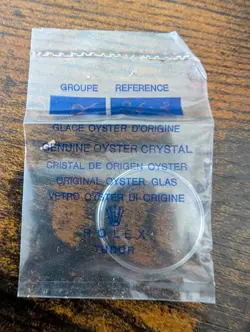 GROUPE REFERENCE
GLACE OYSTER D'ORIGINE
GENUINE OYSTER CRYSTAL
CRISTAL DE ORIGEN OYSTER
ORIGINAL OYSTER GLAS
VETRO OYSTER DI ORIGINE
ROLEX
TUDOR